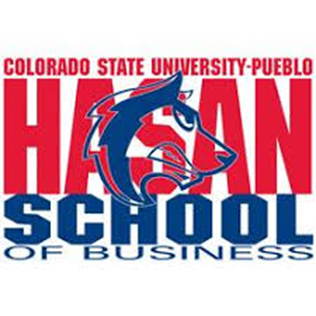 COLORADO STATE UNIVERSITY-PUEBLO
HASAN
SCHOOL
OF BUSINESS